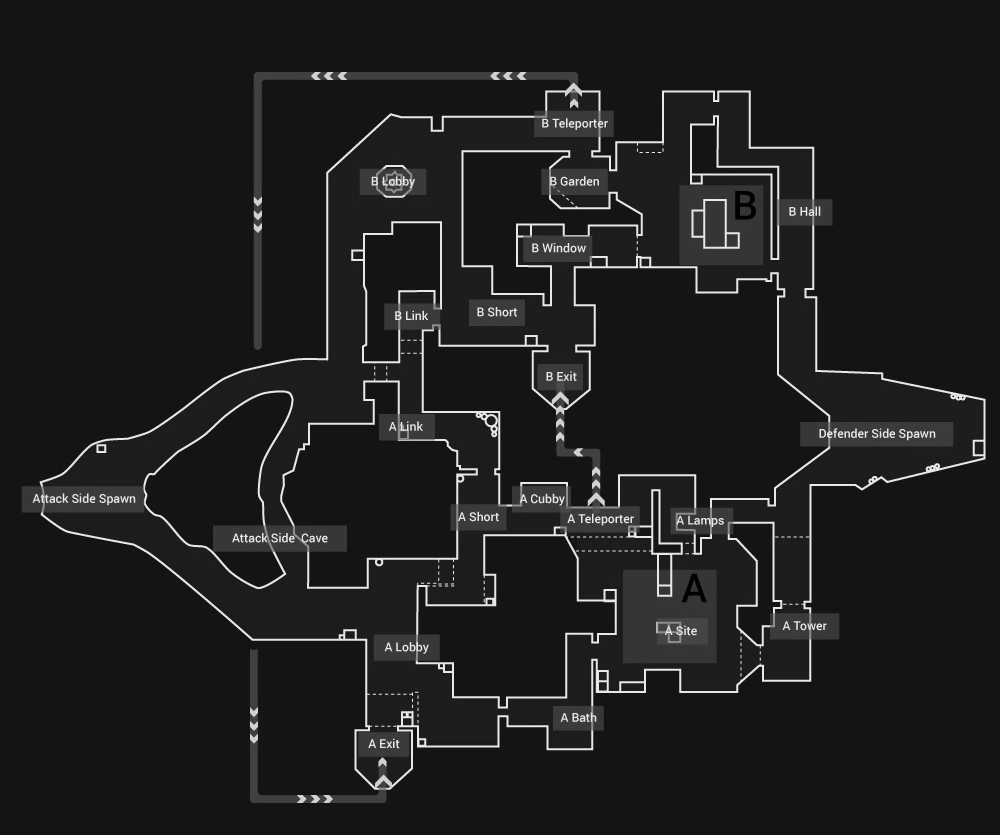 B Teleporter
B Lobby
B Garden
B
B Hall
B Window
B Link
B Short
B Exit
A Link
Defender Side Spawn
Attack Side Spawn
A Cubby
A Short
A Teleporter
A Lamps
Attack Side Cave
A
A Site
A Tower
A Lobby
A Bath
A Exit